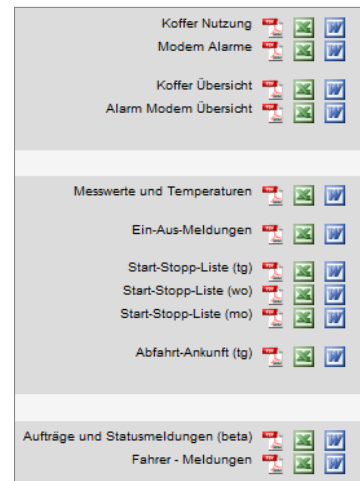 Koffer Nutzung
Modem Alarme
Koffer Übersicht
Alarm Modem Übersicht
Messwerte und Temperaturen
Ein-Aus-Meldungen
Start-Stopp-Liste (tg)
Start-Stopp-Liste (wo)
Start-Stopp-Liste (mo)
Abfahrt-Ankunft (tg)
Aufträge und Statusmeldungen (beta)
Fahrer - Meldungen